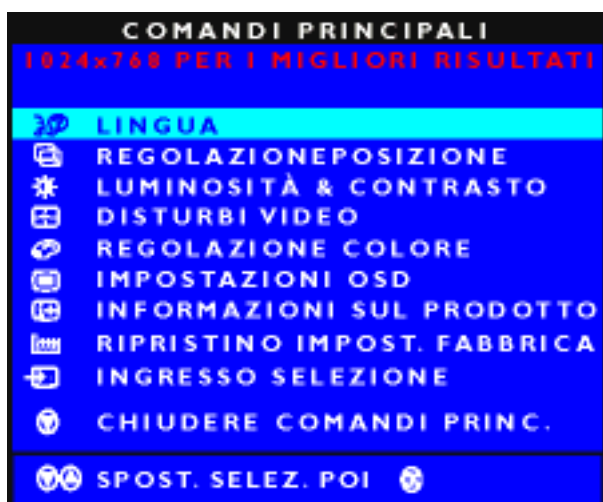 COMANDI PRINCIPALI
1024x768 PER I MIGLIORI RISULTATI
LINGUA
REGOLAZIONEPOSIZIONE
LUMINOSITÀ & CONTRASTO
DISTURBI VIDEO
REGOLAZIONE COLORE
IMPOSTAZIONI OSD
INFORMAZIONI SUL PRODOTTO
RIPRISTINO IMPOST. FABBRICA
INGRESSO SELEZIONE
CHIUDERE COMANDI PRINC.
SPOST. SELEZ. POI OK